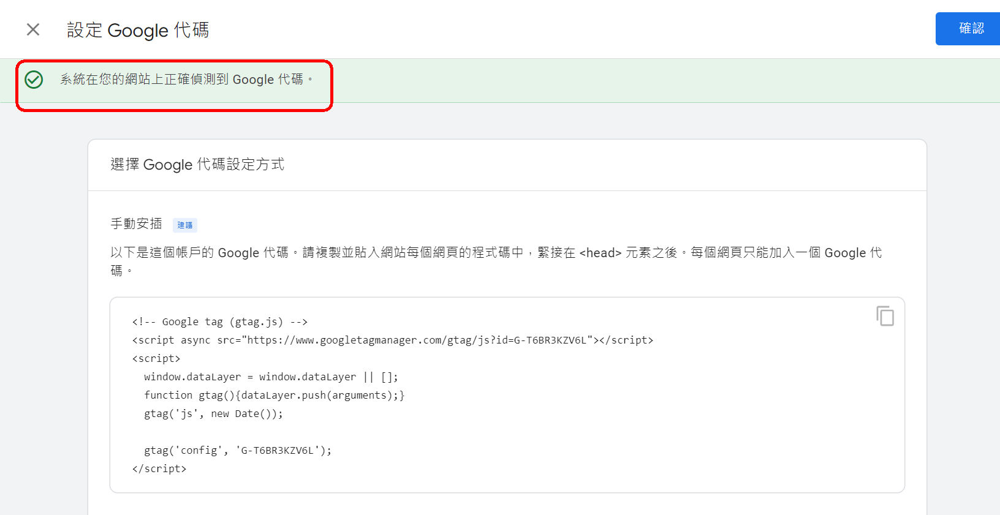 設定 Google 代碼
確認
系統在您的網站上正確偵測到 Google 代碼。
選擇 Google 代碼設定方式
手動安插 建議
以下是這個帳戶的 Google 代碼。請複製並貼入網站每個網頁的程式碼中，緊接在 <head> 元素之後。每個網頁只能加入一個 Google 代
碼。
<!-- Google tag (gtag.js) -->
<script async src="https://www.googletagmanager.com/gtag/js?id=G-T6BR3KZV6L"></script>
<script>
window.dataLayer = window.dataLayer || [];
function gtag(){dataLayer.push(arguments);}
gtag('js', new Date());
gtag('config', 'G-T6BR3KZV6L');
</script>